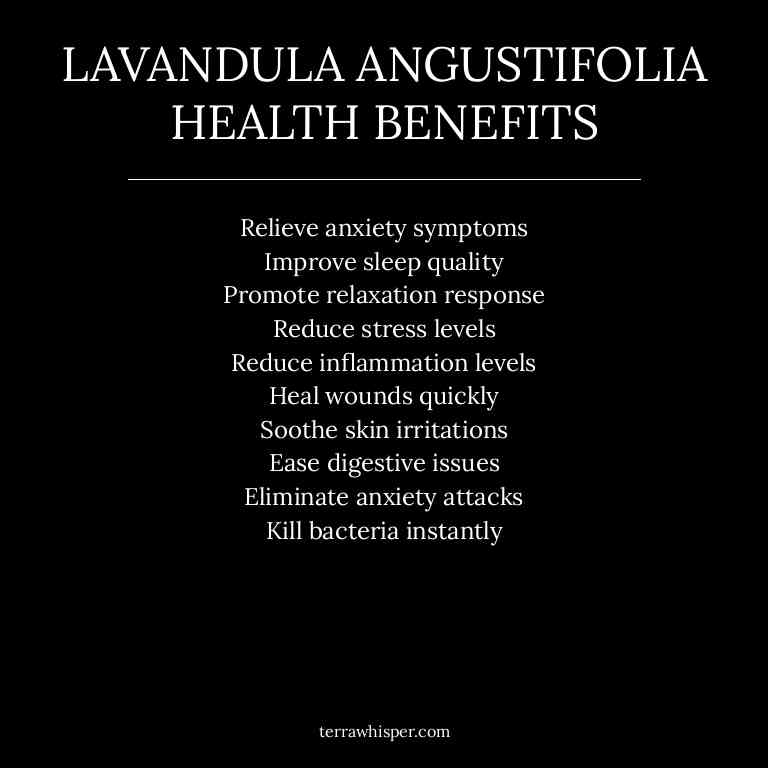 LAVANDULA ANGUSTIFOLIA
HEALTH BENEFITS
Relieve anxiety symptoms
Improve sleep quality
Promote relaxation response
Reduce stress levels
Reduce inflammation levels
Heal wounds quickly
Soothe skin irritations
Ease digestive issues
Eliminate anxiety attacks
Kill bacteria instantly
terrawhisper.com